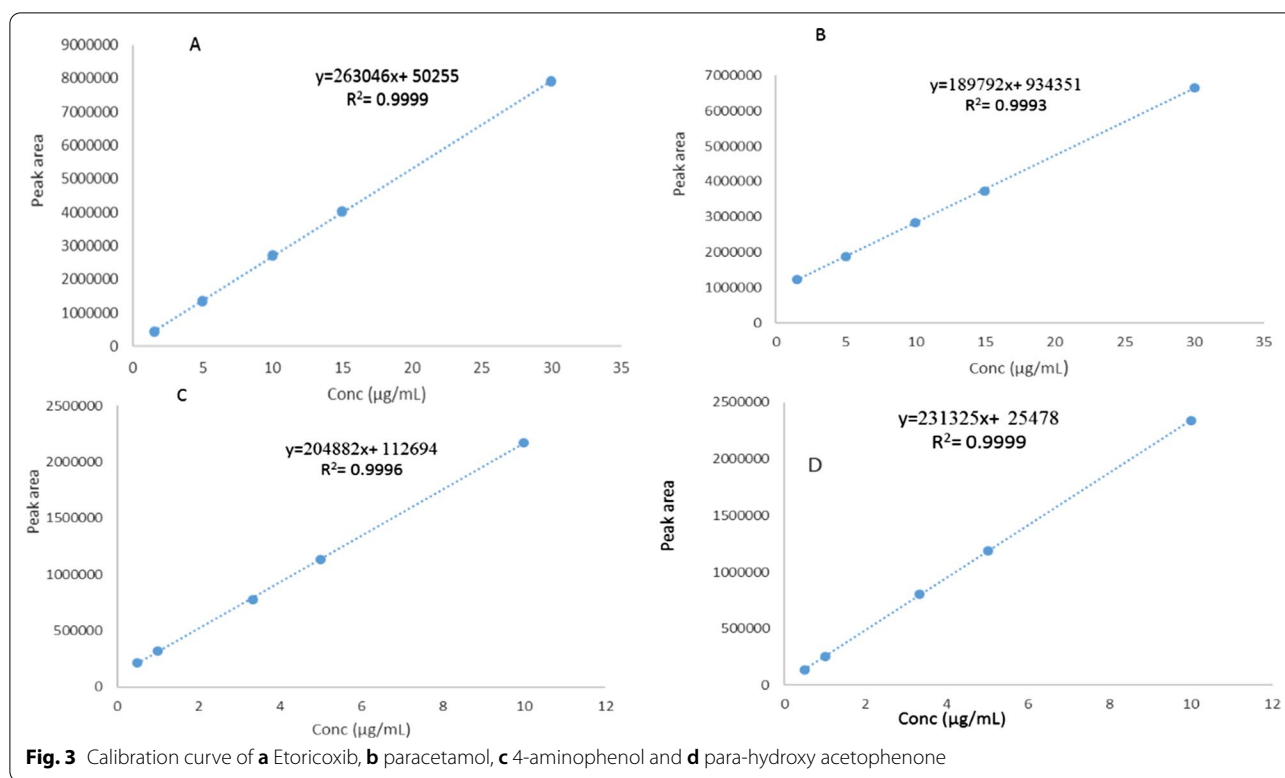 A
y=263046x+ 50255
R²= 0.9999
Peak area
9000000
8000000
7000000
6000000
5000000
4000000
3000000
2000000
1000000
0
0 5 10 15 20 25 30 35
Conc (µg/mL)
B
y=189792x+ 934351
R²= 0.9993
Peak area
7000000
6000000
5000000
4000000
3000000
2000000
1000000
0
0 5 10 15 20 25 30 35
Conc (µg/mL)
C
y=204882x+ 112694
R²= 0.9996
Peak area
2500000
2000000
1500000
1000000
500000
0
0 2 4 6 8 10 12
Conc (µg/mL)
D
y=231325x+ 25478
R²= 0.9999
Peak area
2500000
2000000
1500000
1000000
500000
0
0 2 4 6 8 10 12
Conc (µg/mL)
Fig. 3 Calibration curve of a Etoricoxib, b paracetamol, c 4-aminophenol and d para-hydroxy acetophenone